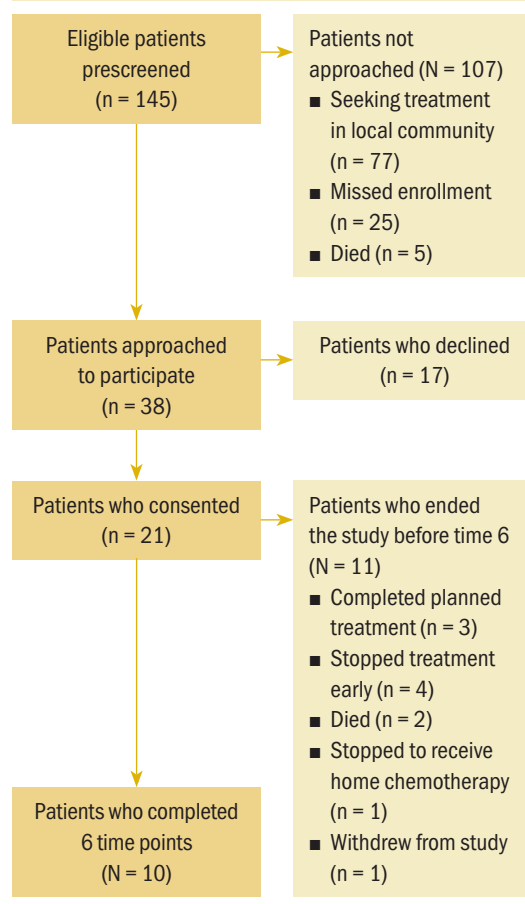 Eligible patients
prescreened
(n = 145)
Patients not
approached (N = 107)
■ Seeking treatment
in local community
(n = 77)
■ Missed enrollment
(n = 25)
■ Died (n = 5)
Patients approached
to participate
(n = 38)
Patients who declined
(n = 17)
Patients who consented
(n = 21)
Patients who ended
the study before time 6
(N = 11)
■ Completed planned
treatment (n = 3)
■ Stopped treatment
early (n = 4)
■ Died (n = 2)
■ Stopped to receive
home chemotherapy
(n = 1)
■ Withdrew from study
(n = 1)
Patients who completed
6 time points
(N = 10)